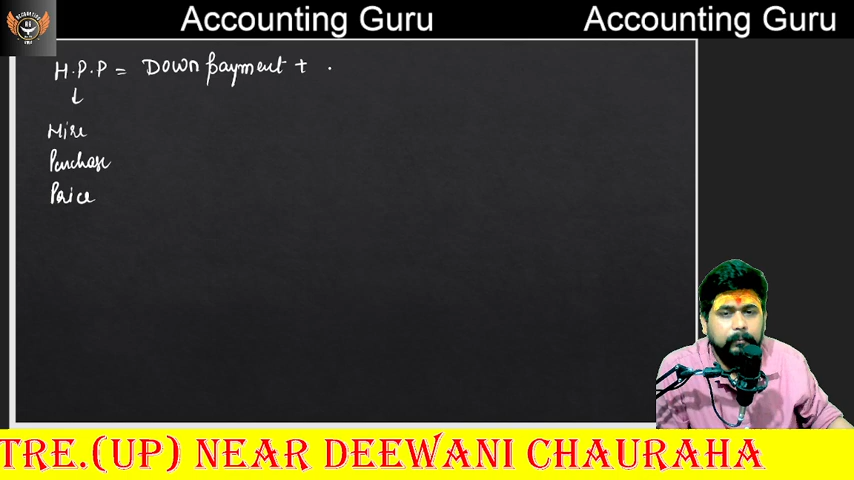 Accounting Guru
Accounting Guru
H.P.P = Down payment +
Hire
Purchase
Price
TRE.(UP) NEAR DEEWANI CHAURAHA